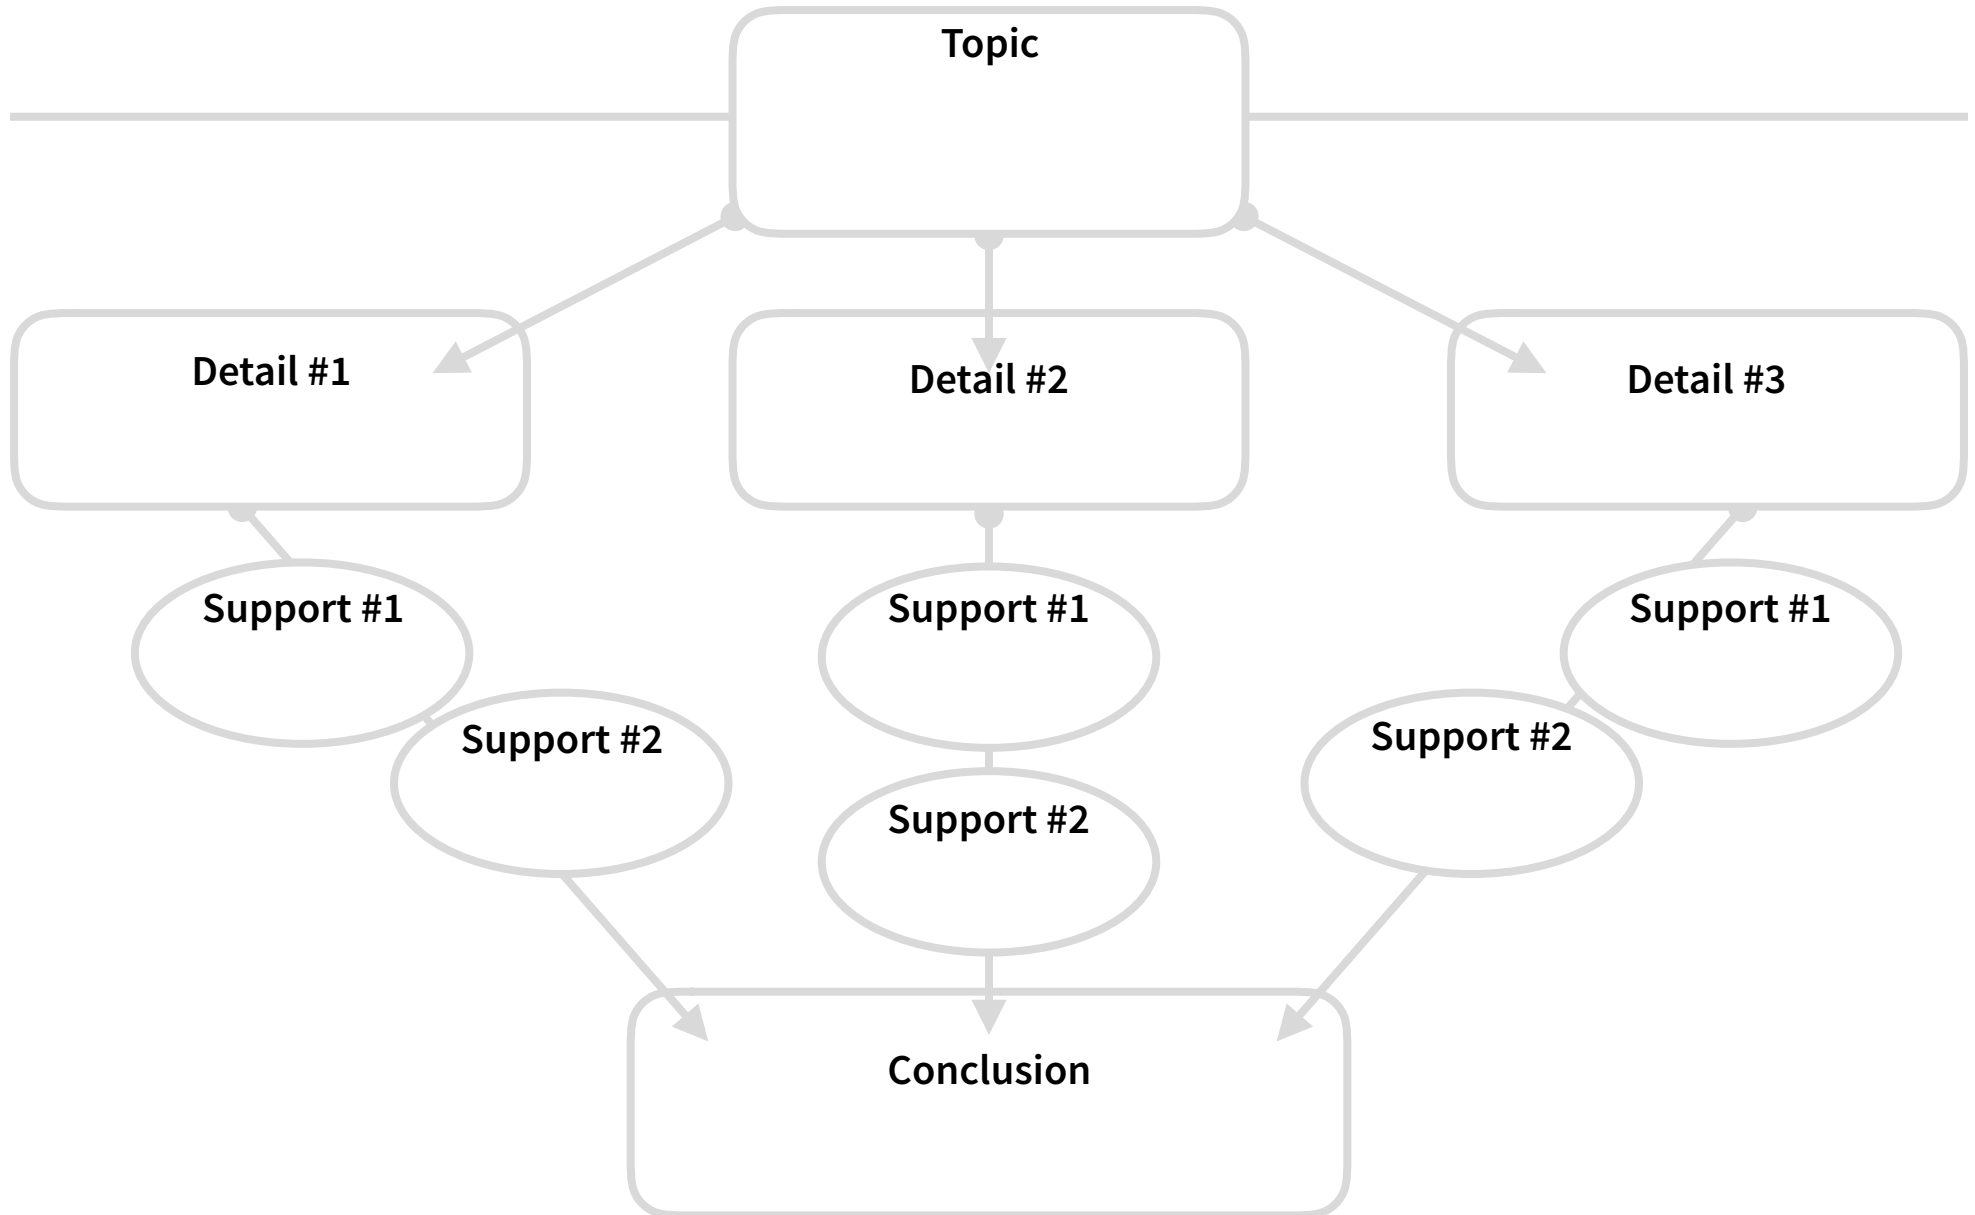 Topic
Detail #1
Detail #2
Detail #3
Support #1
Support #1
Support #1
Support #2
Support #2
Support #2
Conclusion